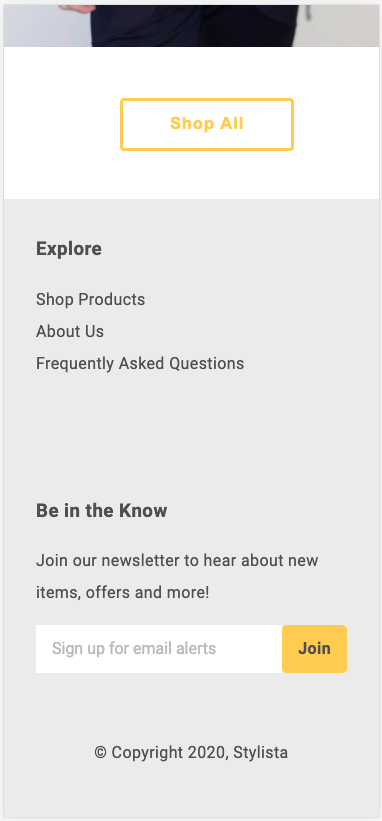 Shop All
Explore
Shop Products
About Us
Frequently Asked Questions
Be in the Know
Join our newsletter to hear about new
items, offers and more!
Sign up for email alerts
Join
© Copyright 2020, Stylista